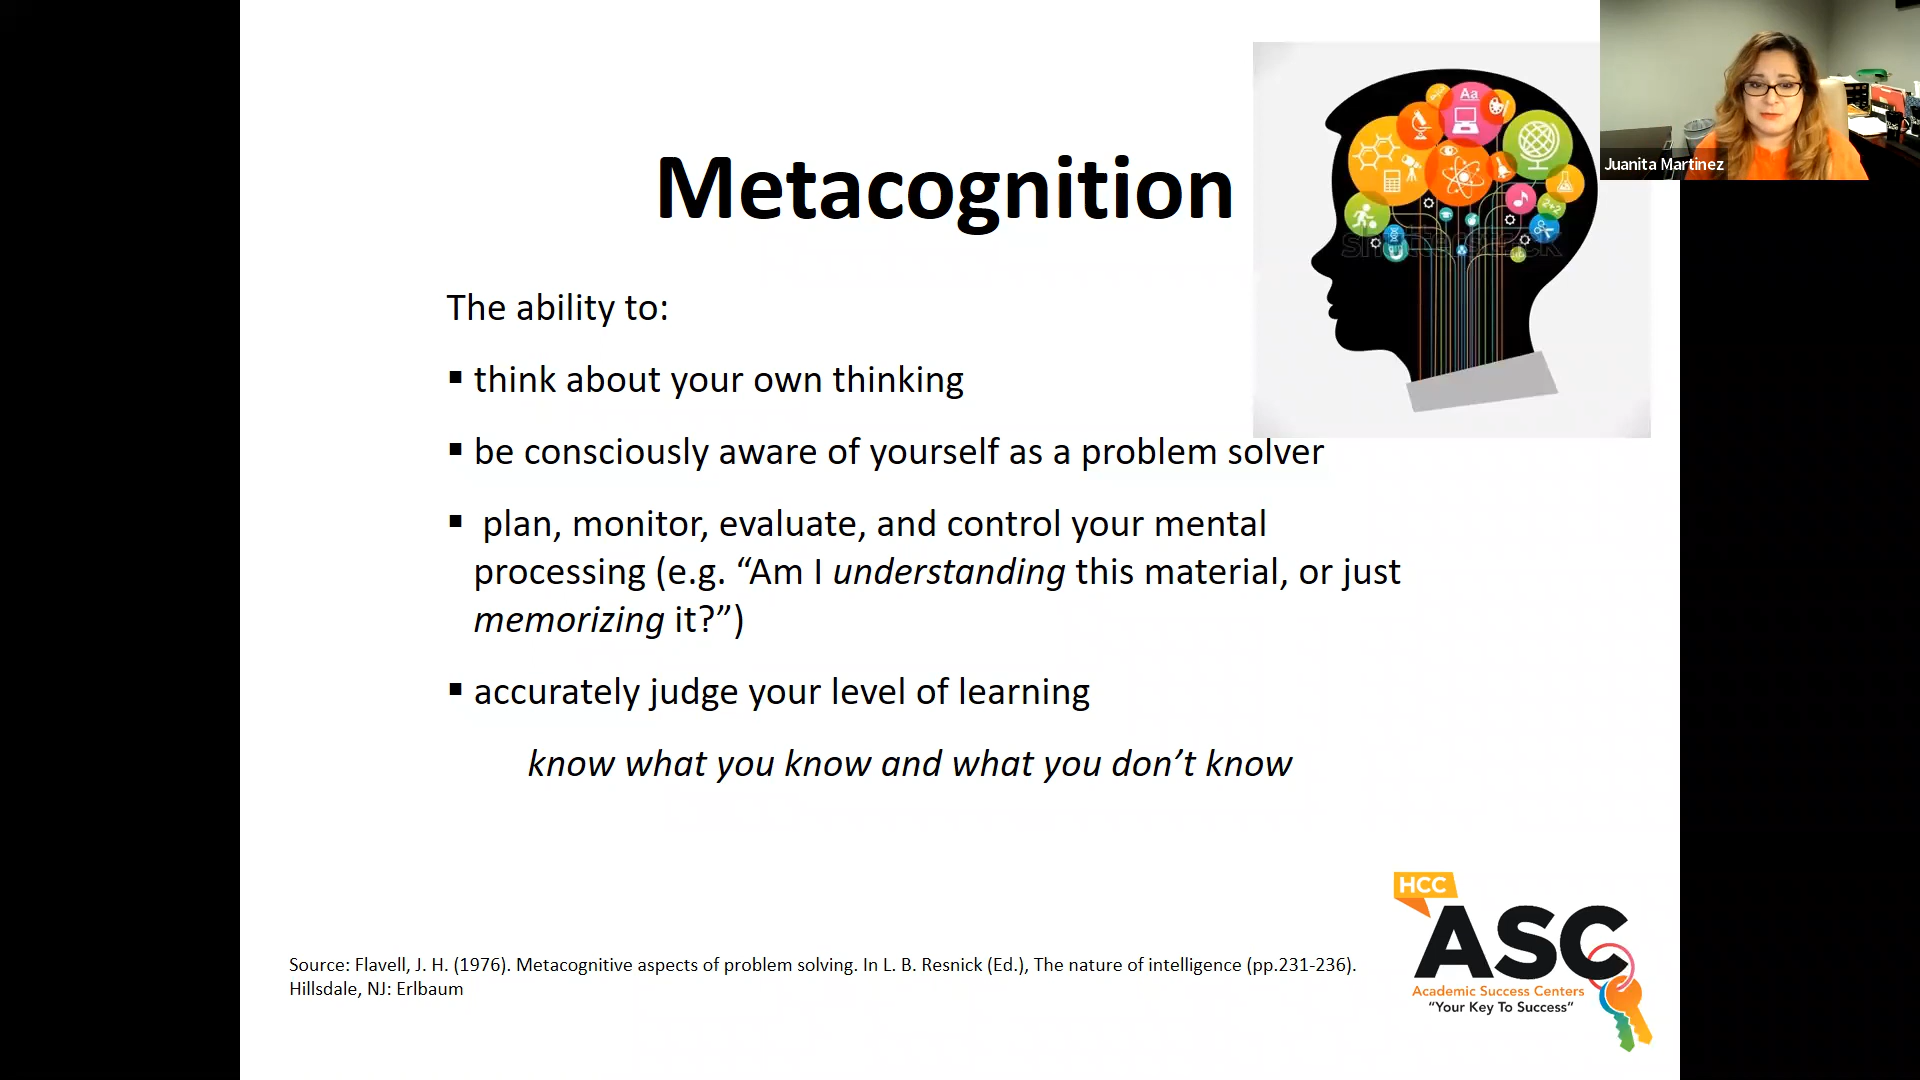 Metacognition
Aa
2+2
shutterstock
Juanita Martinez
The ability to:
▪ think about your own thinking
▪ be consciously aware of yourself as a problem solver
▪ plan, monitor, evaluate, and control your mental
processing (e.g. “Am I understanding this material, or just
memorizing it?”)
▪ accurately judge your level of learning
know what you know and what you don’t know
Source: Flavell, J. H. (1976). Metacognitive aspects of problem solving. In L. B. Resnick (Ed.), The nature of intelligence (pp.231-236).
Hillsdale, NJ: Erlbaum
HCC
ASC
Academic Success Centers
“Your Key To Success”